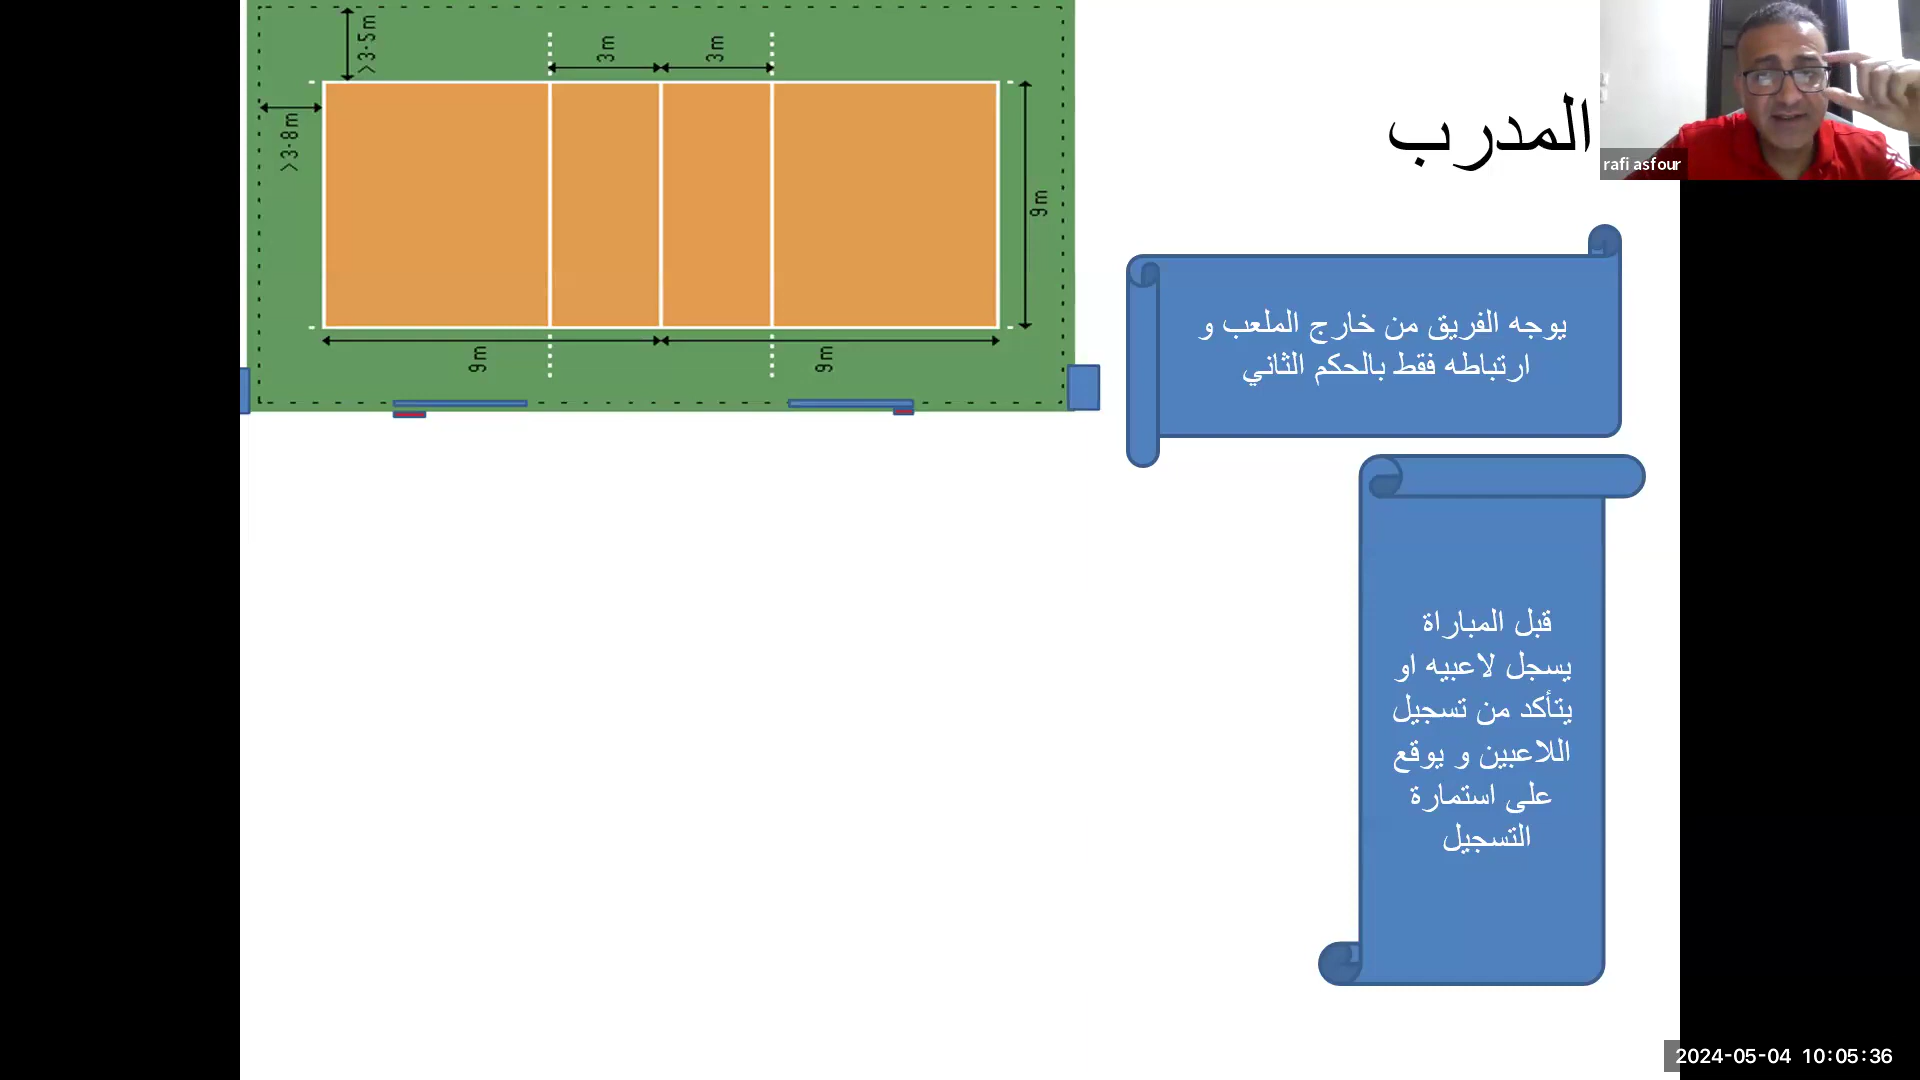 >3·5m
3m
3m
>3·8m
9m
9m
9m
المدرب
rafi asfour
يوجه الفريق من خارج الملعب و
ارتباطه فقط بالحكم الثاني
قبل المباراة
يسجل لاعبيه او
يتأكد من تسجيل
اللاعبين و يوقع
على استمارة
التسجيل
2024-05-04 10:05:36